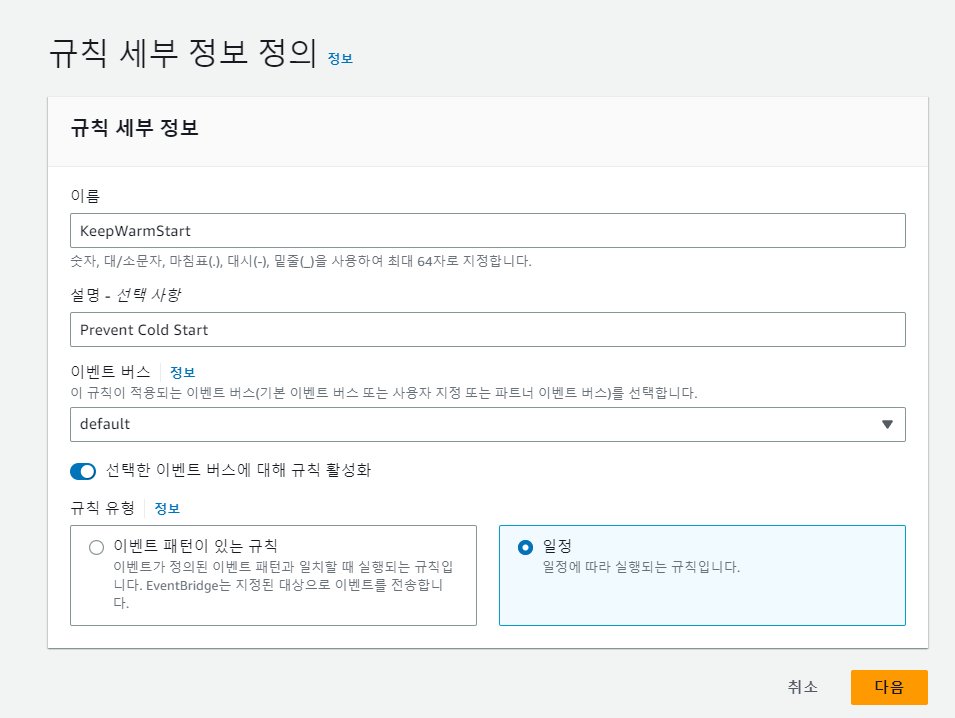 규칙 세부 정보 정의 정보
규칙 세부 정보
이름
KeepWarmStart
숫자, 대/소문자, 마침표(.), 대시(-), 밑줄(_)을 사용하여 최대 64자로 지정합니다.
설명 - 선택 사항
Prevent Cold Start
이벤트 버스 정보
이 규칙이 적용되는 이벤트 버스(기본 이벤트 버스 또는 사용자 지정 또는 파트너 이벤트 버스)를 선택합니다.
default
선택한 이벤트 버스에 대해 규칙 활성화
규칙 유형 정보
이벤트 패턴이 있는 규칙
이벤트가 정의된 이벤트 패턴과 일치할 때 실행되는 규칙입
니다. EventBridge는 지정된 대상으로 이벤트를 전송합니
다.
일정
일정에 따라 실행되는 규칙입니다.
취소 다음